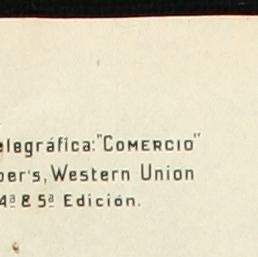 elegráfica: "COMERCIO"
ber's, Western Union
4ª & 5ª Edición.